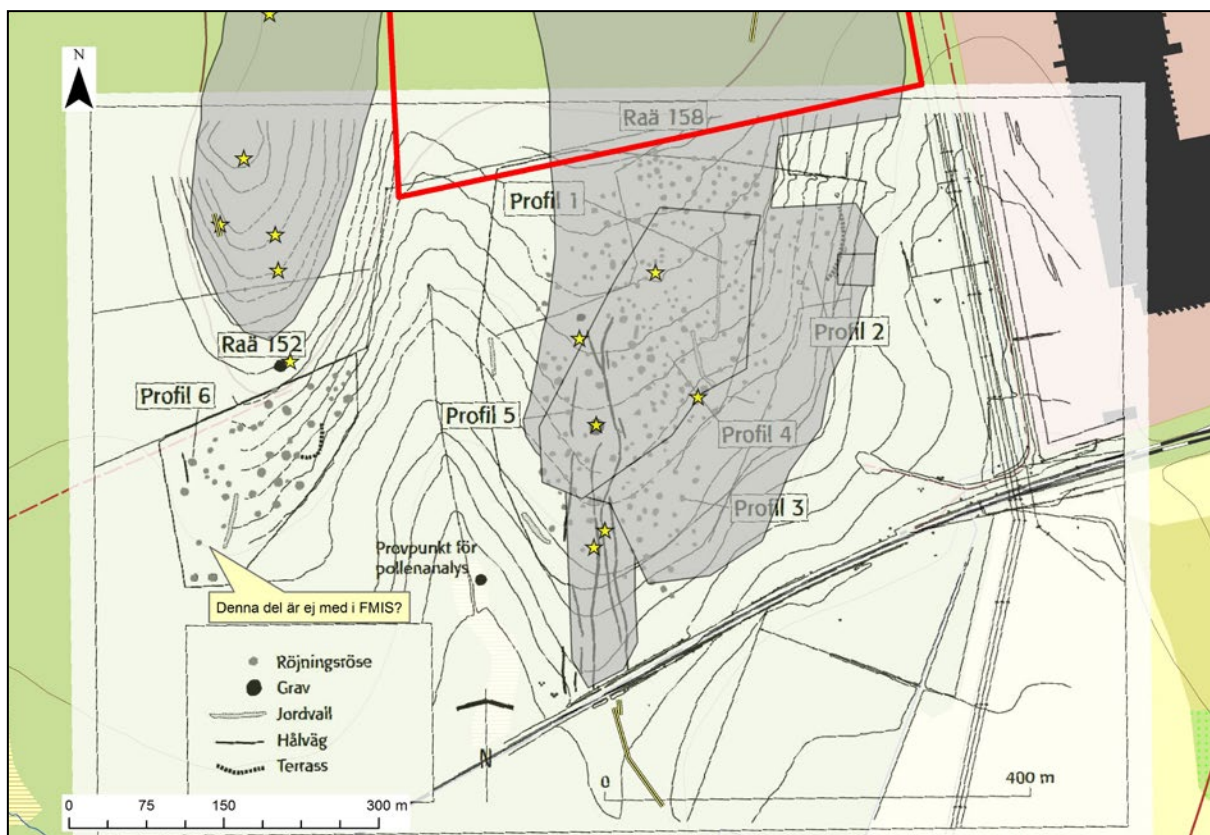 N
Raä 158
Profil 1
Profil 2
Raä 152
Profil 6
Profil 5
Profil 4
Profil 3
Provpunkt för
pollenanalys
Denna del är ej med i FMIS?
Röjningsröse
Grav
Jordvall
Hålväg
Terrass
N
0 400 m
0 75 150 300 m